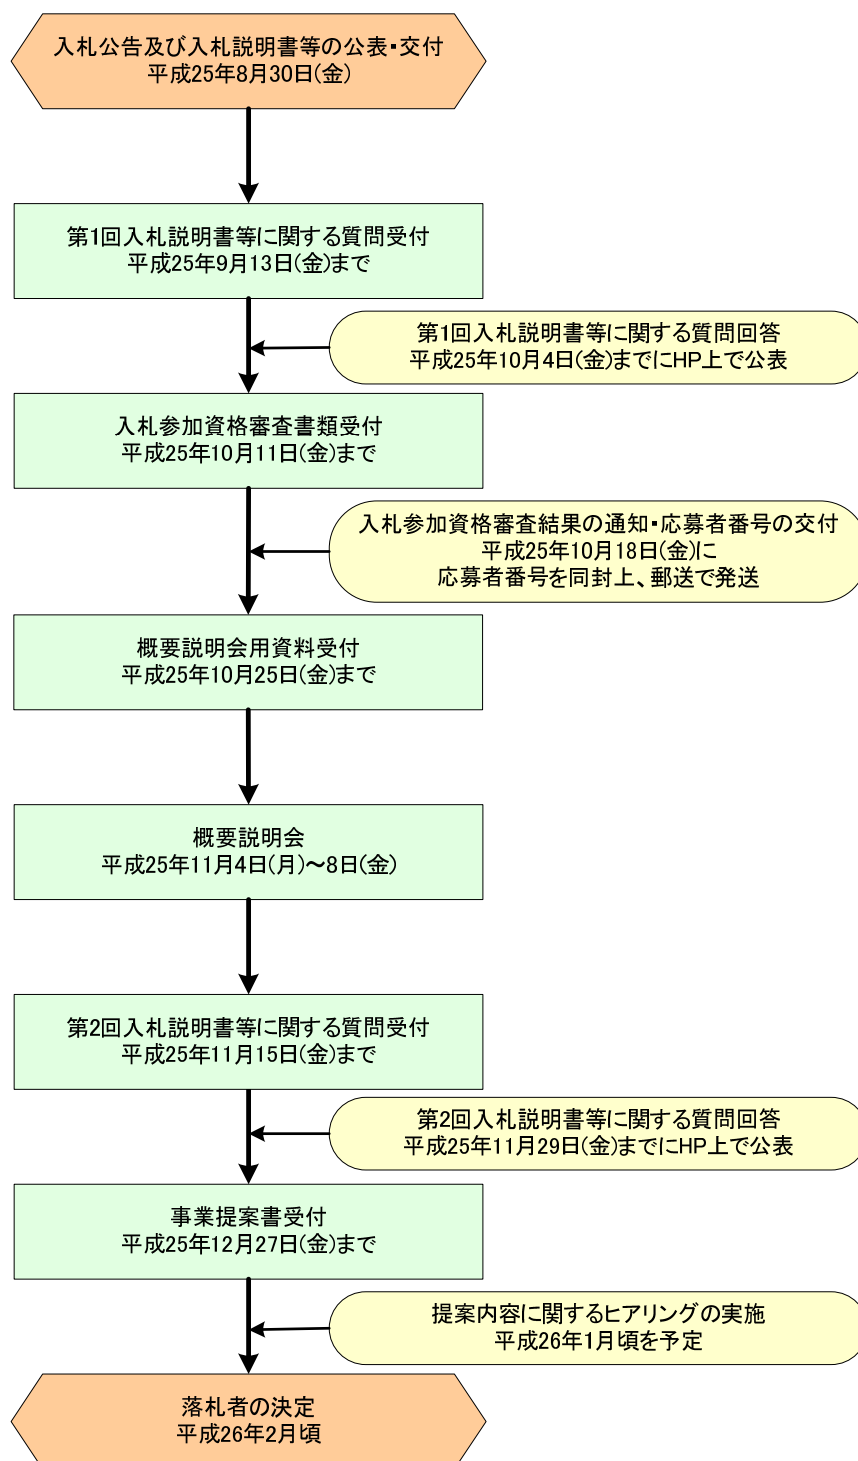 入札公告及び入札説明書等の公表・交付
平成25年8月30日(金)
第1回入札説明書等に関する質問受付
平成25年9月13日(金)まで
第1回入札説明書等に関する質問回答
平成25年10月4日(金)までにHP上で公表
入札参加資格審査書類受付
平成25年10月11日(金)まで
入札参加資格審査結果の通知・応募者番号の交付
平成25年10月18日(金)に
応募者番号を同封上、郵送で発送
概要説明会用資料受付
平成25年10月25日(金)まで
概要説明会
平成25年11月4日(月)～8日(金)
第2回入札説明書等に関する質問受付
平成25年11月15日(金)まで
第2回入札説明書等に関する質問回答
平成25年11月29日(金)までにHP上で公表
事業提案書受付
平成25年12月27日(金)まで
提案内容に関するヒアリングの実施
平成26年1月頃を予定
落札者の決定
平成26年2月頃